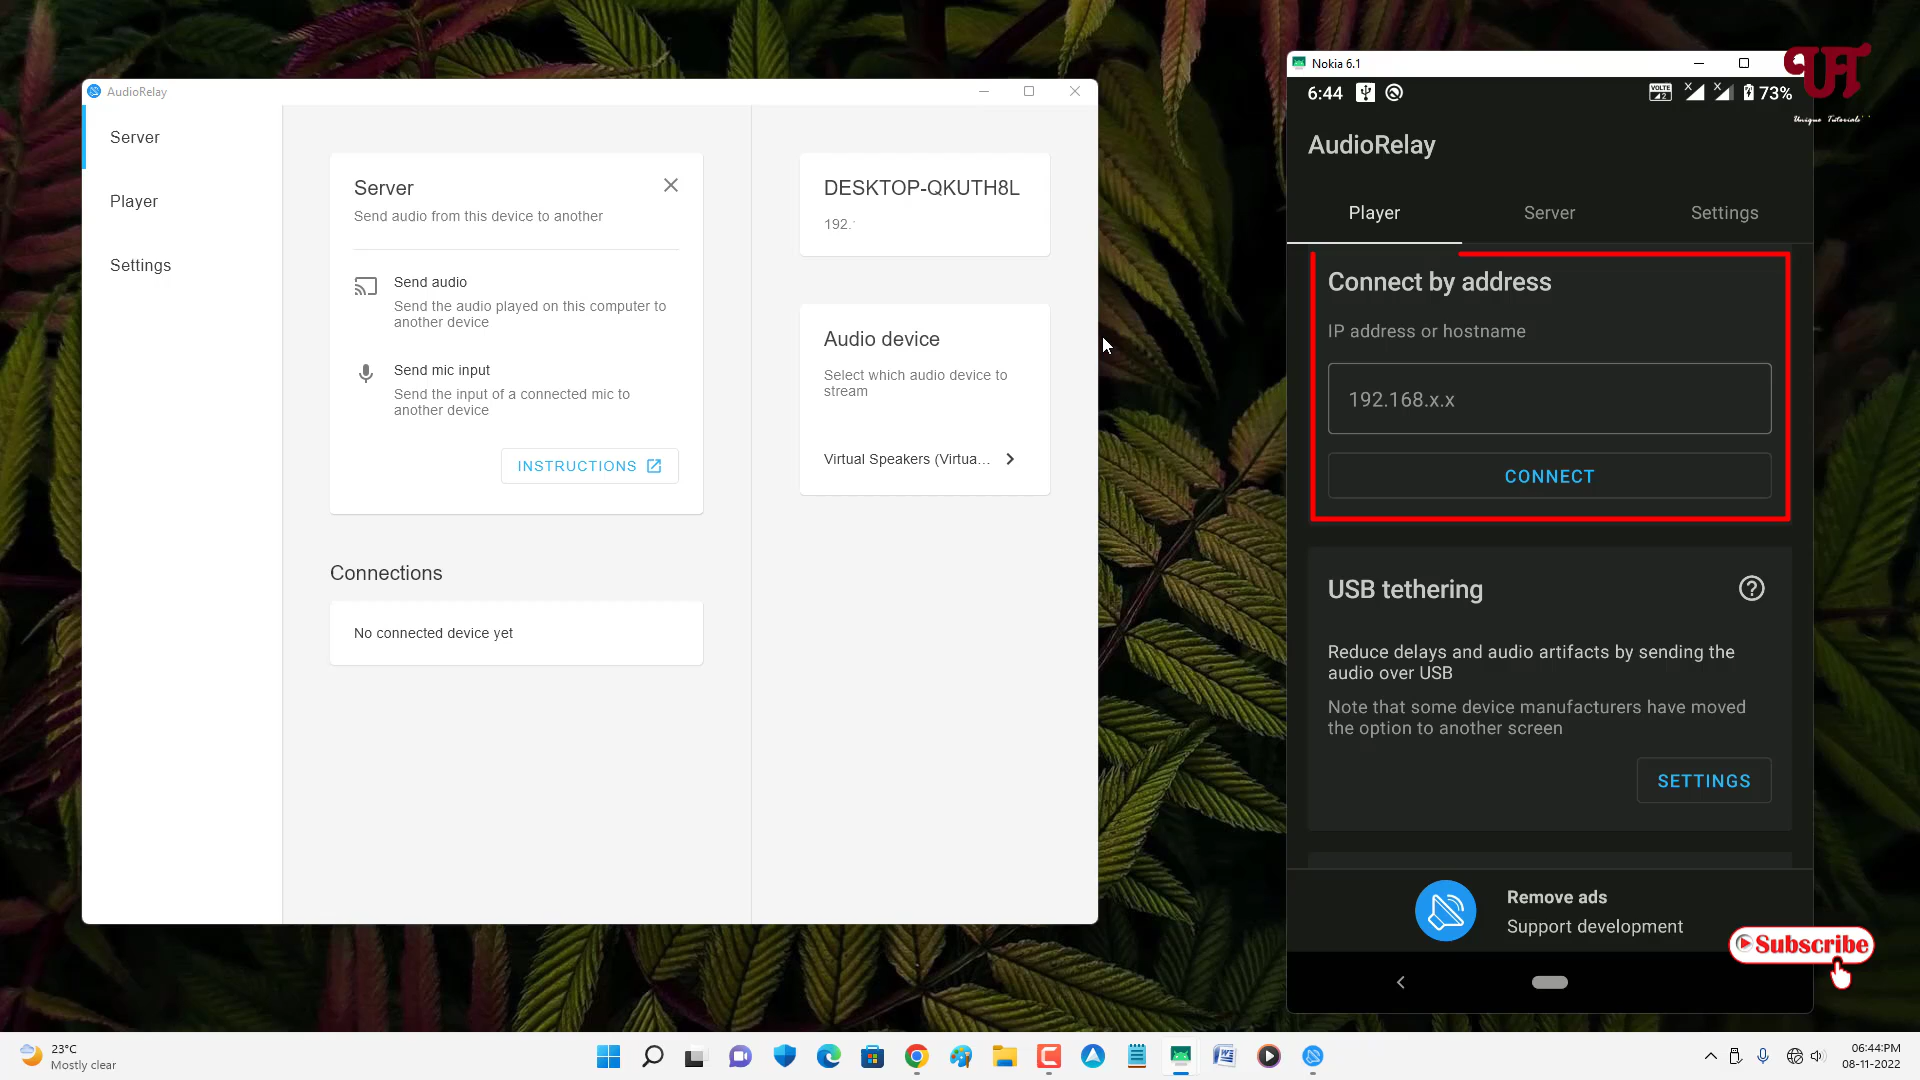 AudioRelay
Server
Player
Settings
Server
Send audio from this device to another
Send audio
Send the audio played on this computer to
another device
Send mic input
Send the input of a connected mic to
another device
INSTRUCTIONS
Connections
No connected device yet
DESKTOP-QKUTH8L
192.
Audio device
Select which audio device to
stream
Virtual Speakers (Virtua...
Nokia 6.1
6:44
VOLTE
73%
AudioRelay
Player
Server
Settings
Connect by address
IP address or hostname
192.168.x.x
CONNECT
USB tethering
Reduce delays and audio artifacts by sending the
audio over USB
Note that some device manufacturers have moved
the option to another screen
SETTINGS
Remove ads
Support development
UT
Unique Tutorials
Subscribe
23°C
Mostly clear
06:44:PM
08-11-2022